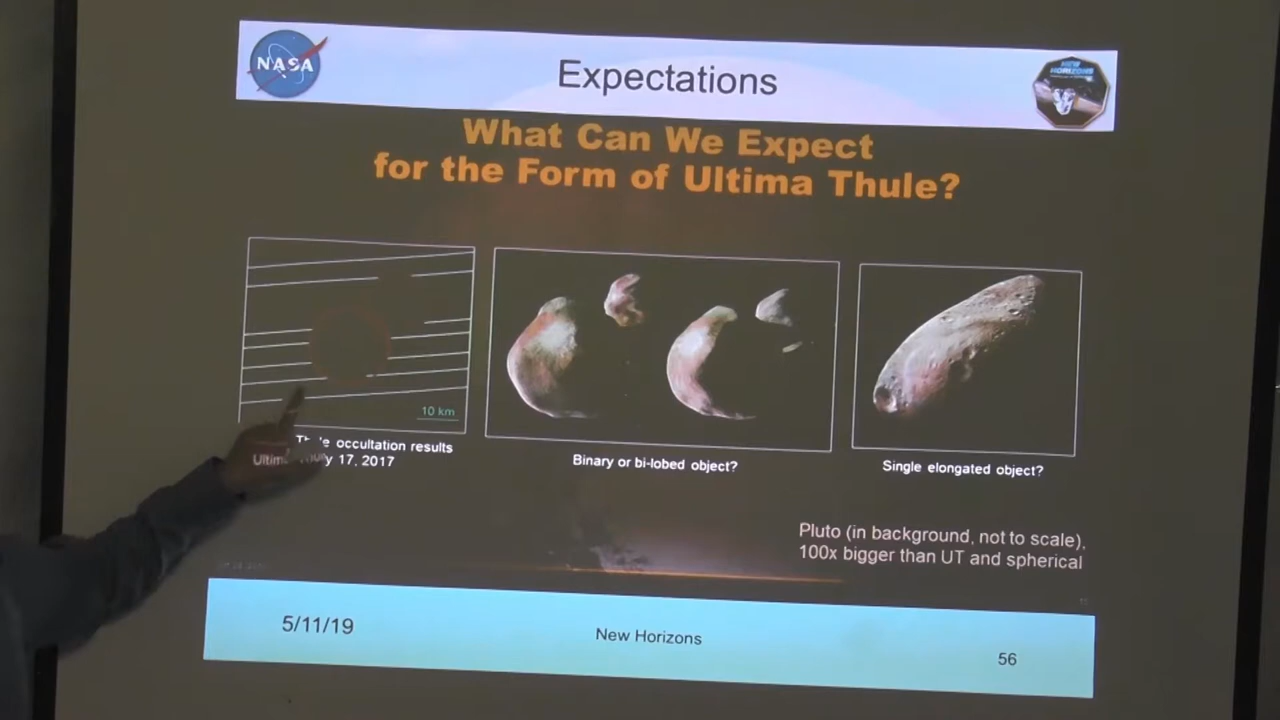 NASA
Expectations
NEW
HORIZONS
What Can We Expect
for the Form of Ultima Thule?
10 km
occultation results
17, 2017
Binary or bi-lobed object?
Single elongated object?
Pluto (in background, not to scale),
100x bigger than UT and spherical
5/11/19
New Horizons
56